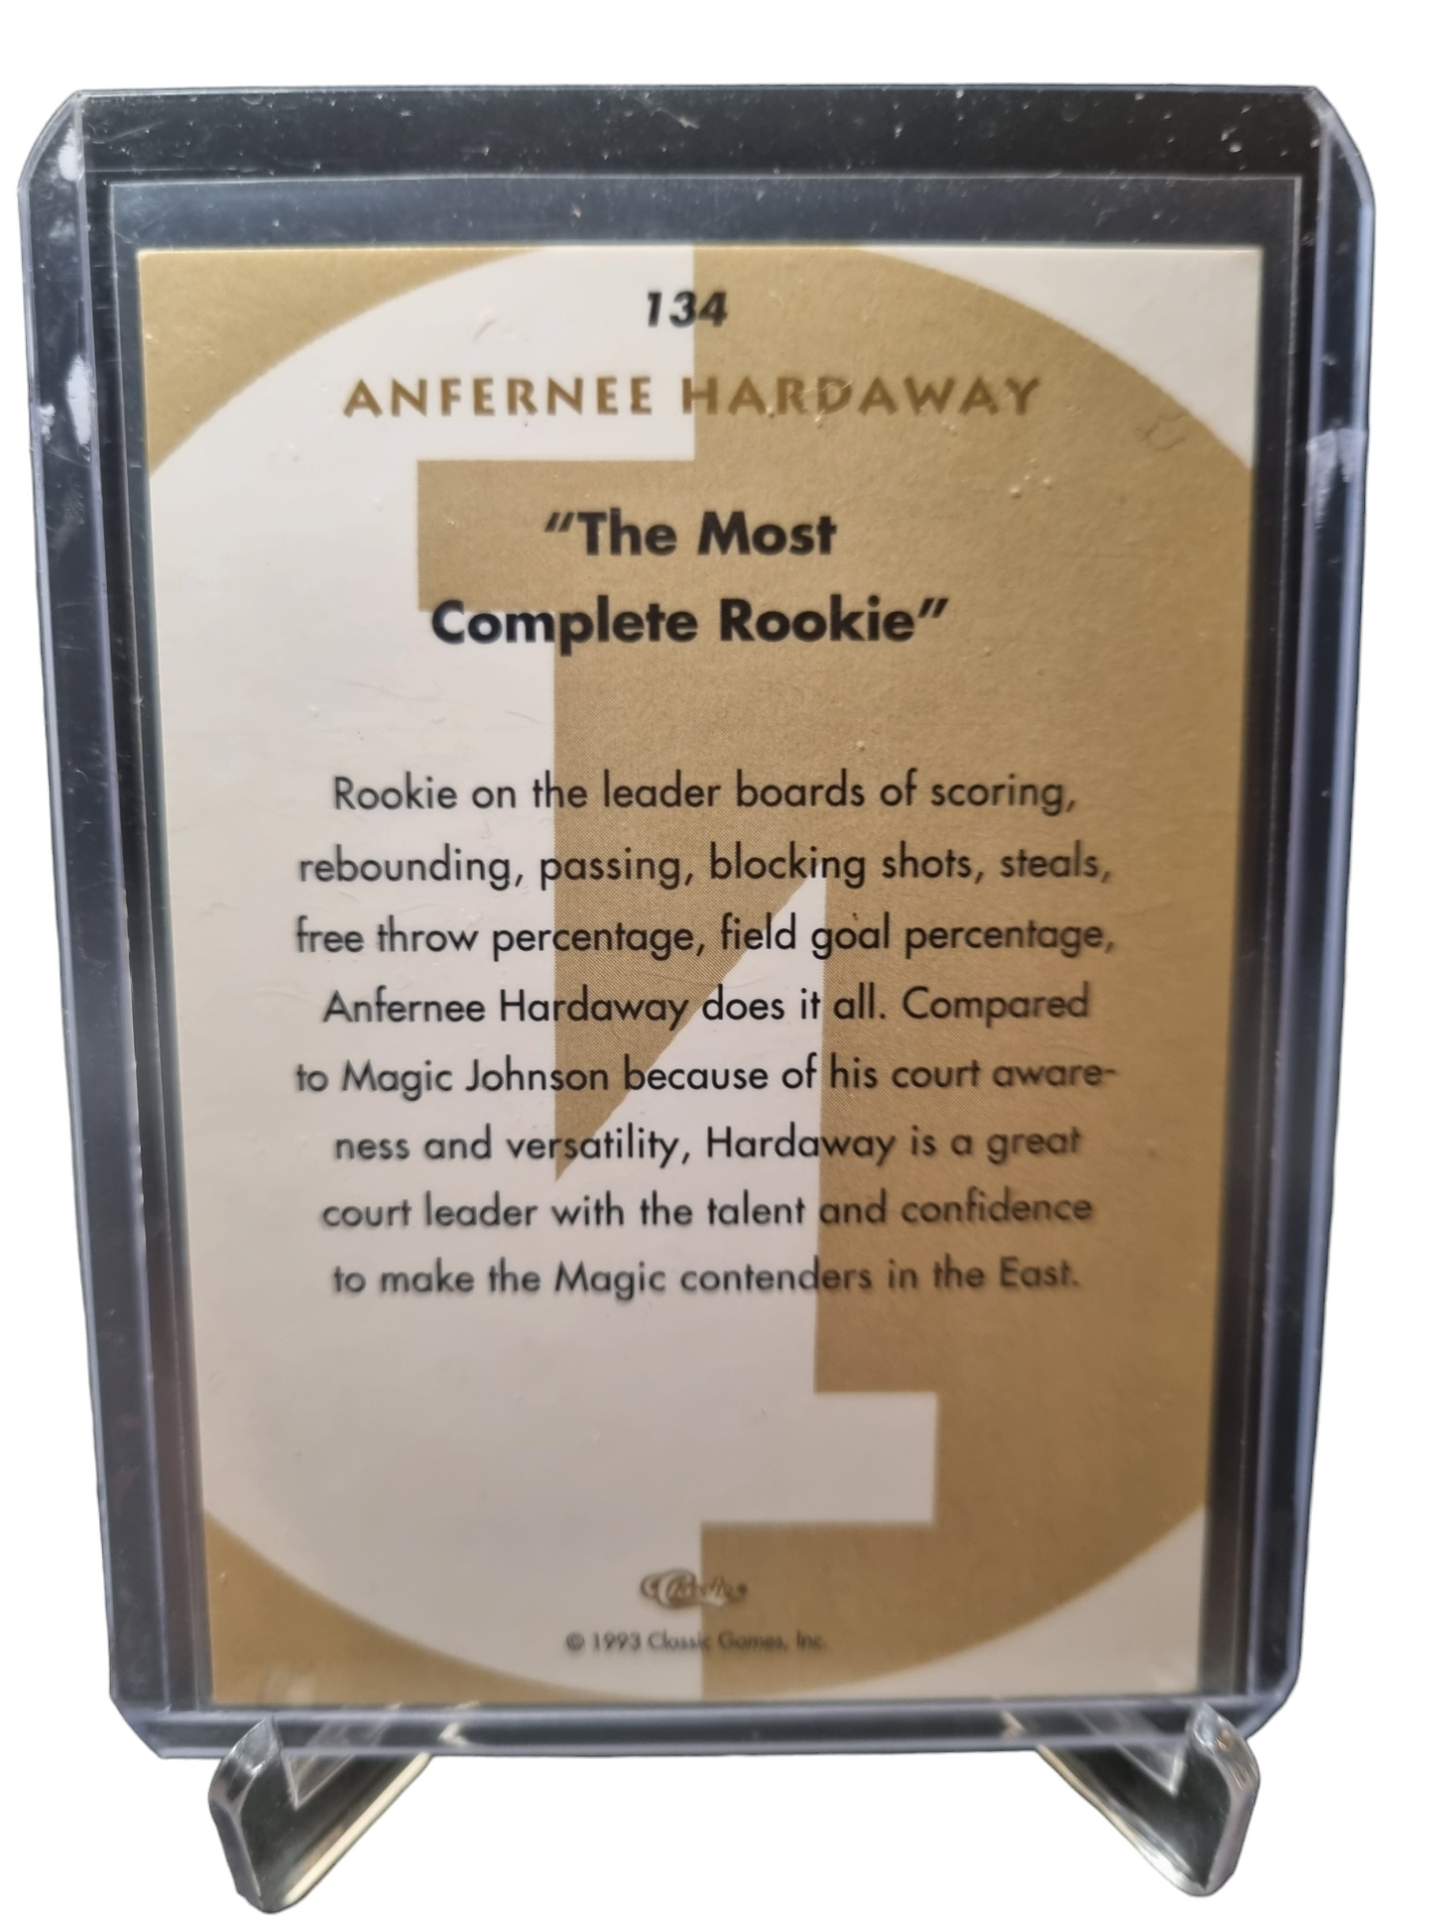 134
ANFERNEE HARDAWAY
“The Most
Complete Rookie”
Rookie on the leader boards of scoring,
rebounding, passing, blocking shots, steals,
free throw percentage, field goal percentage,
Anfernee Hardaway does it all. Compared
to Magic Johnson because of his court aware-
ness and versatility, Hardaway is a great
court leader with the talent and confidence
to make the Magic contenders in the East.
Classic
© 1993 Classic Games, Inc.